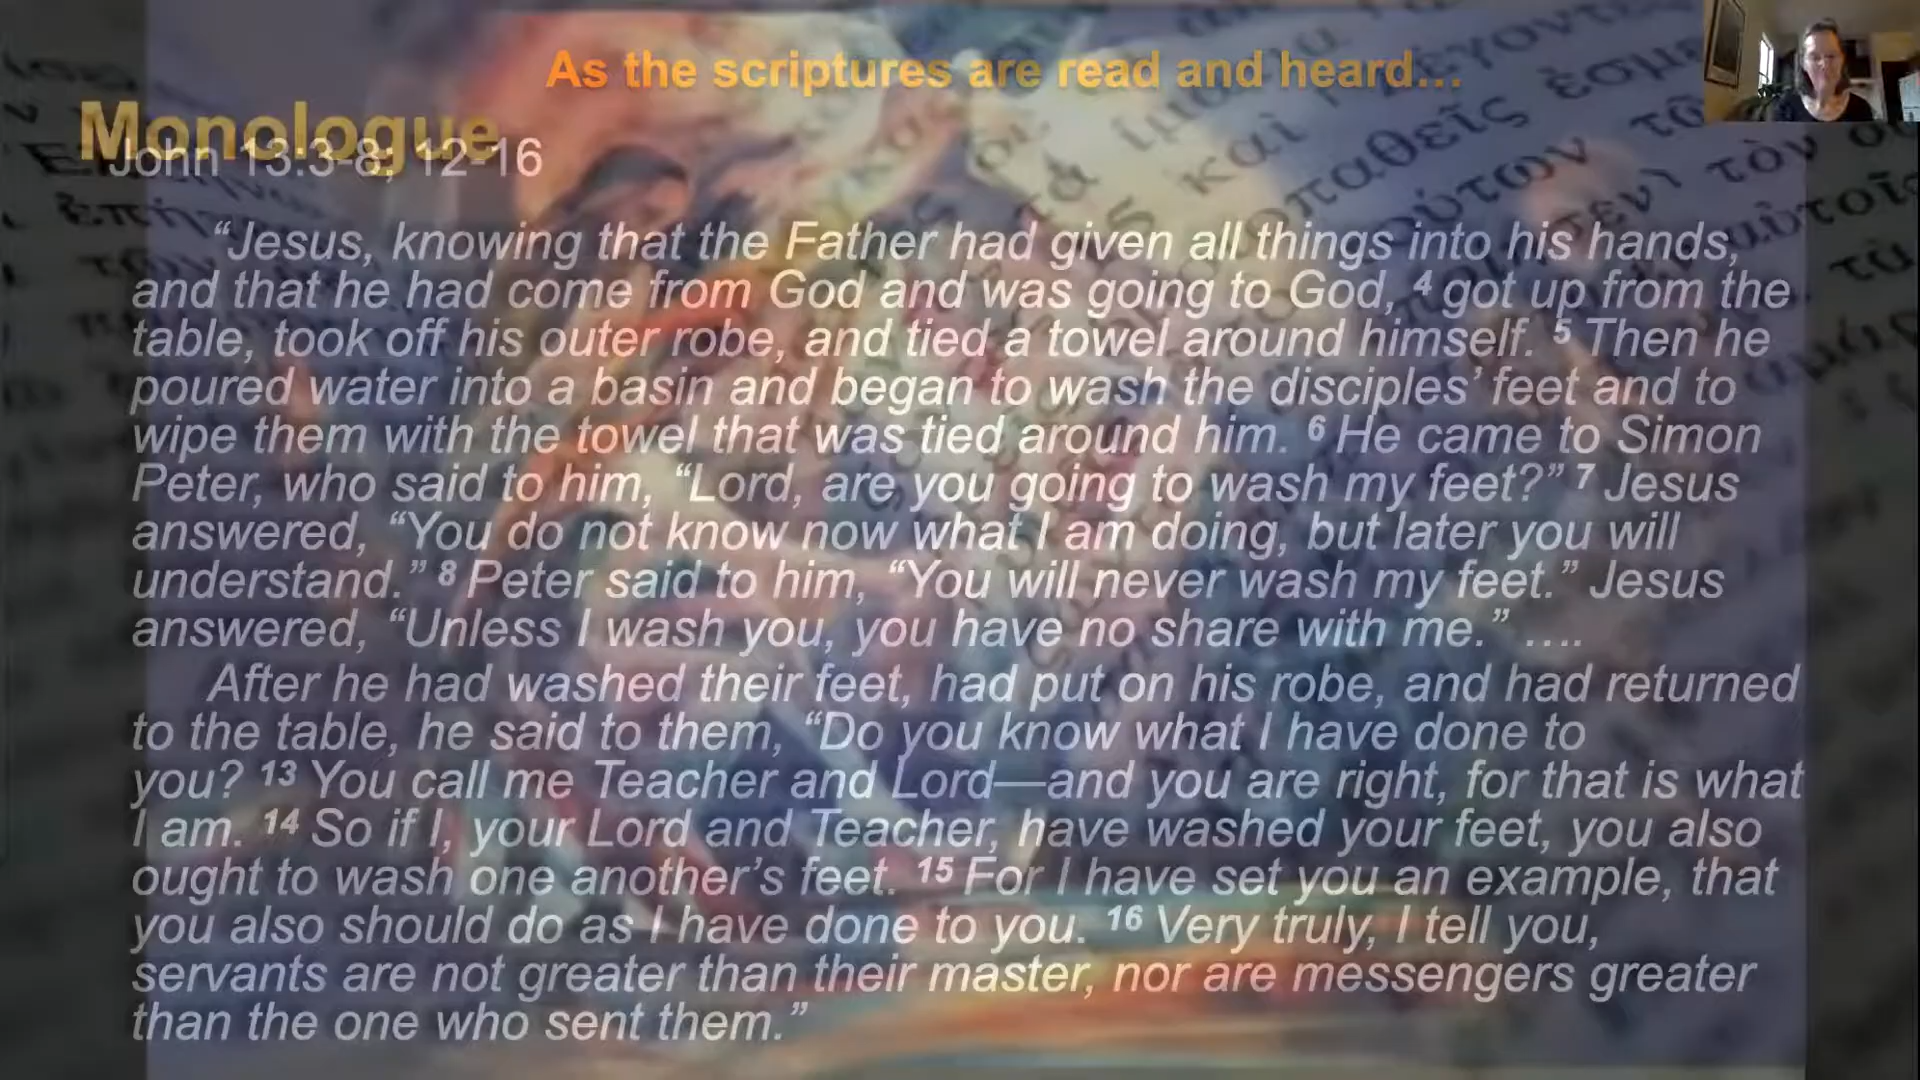 As the scriptures are read and heard...
Monologue
John 13:3-8; 12-16
“Jesus, knowing that the Father had given all things into his hands,
and that he had come from God and was going to God, 4 got up from the
table, took off his outer robe, and tied a towel around himself. 5 Then he
poured water into a basin and began to wash the disciples’ feet and to
wipe them with the towel that was tied around him. 6 He came to Simon
Peter, who said to him, “Lord, are you going to wash my feet?” 7 Jesus
answered, “You do not know now what I am doing, but later you will
understand.” 8 Peter said to him, “You will never wash my feet.” Jesus
answered, “Unless I wash you, you have no share with me.” ….
After he had washed their feet, had put on his robe, and had returned
to the table, he said to them, “Do you know what I have done to
you? 13 You call me Teacher and Lord—and you are right, for that is what
I am. 14 So if I, your Lord and Teacher, have washed your feet, you also
ought to wash one another’s feet. 15 For I have set you an example, that
you also should do as I have done to you. 16 Very truly, I tell you,
servants are not greater than their master, nor are messengers greater
than the one who sent them.”
καὶ
τὸν